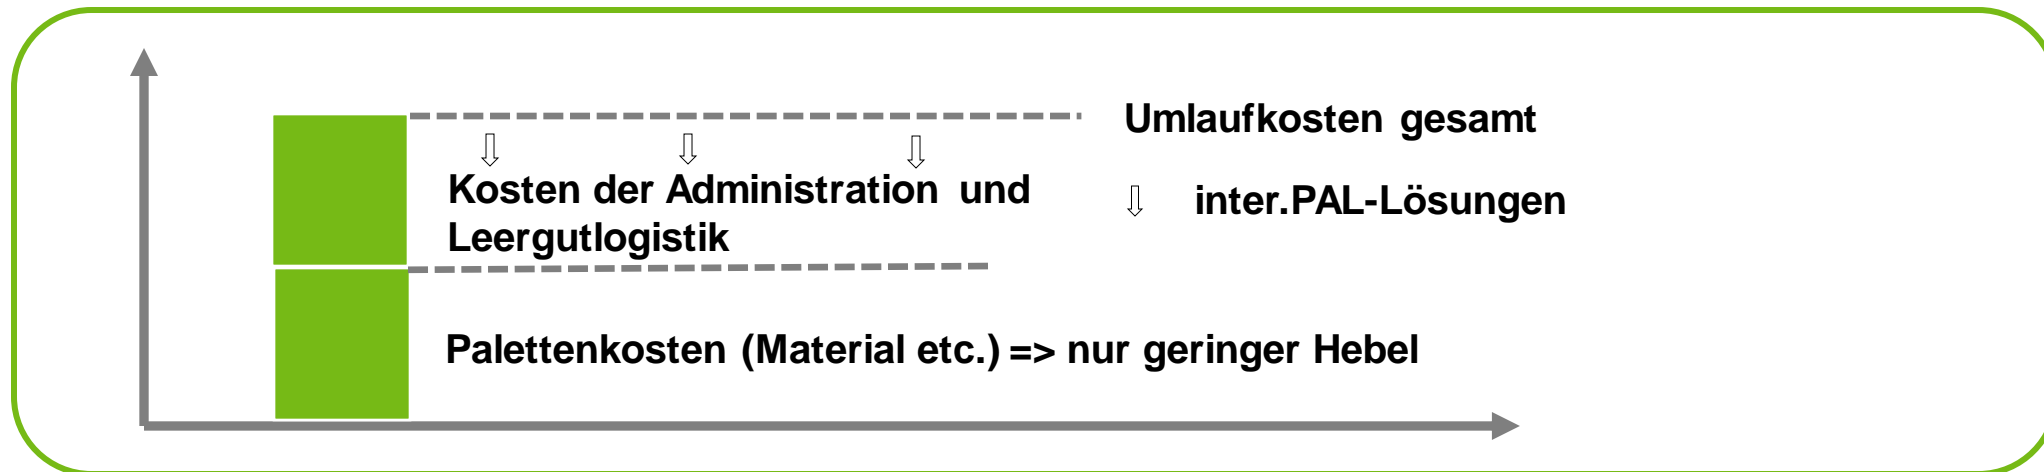 Umlaufkosten gesamt
Kosten der Administration und
Leergutlogistik
⇩ inter.PAL-Lösungen
Palettenkosten (Material etc.) => nur geringer Hebel